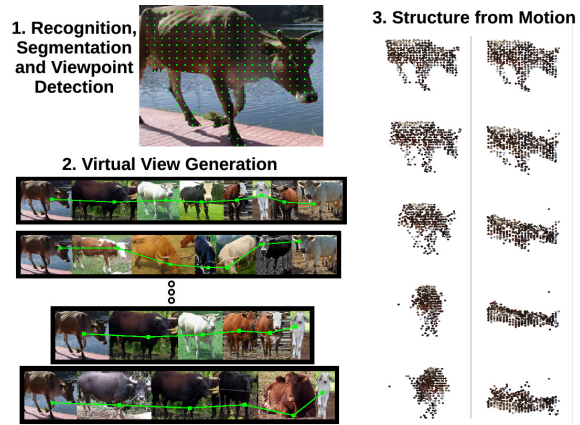 1. Recognition,
Segmentation
and Viewpoint
Detection
2. Virtual View Generation
3. Structure from Motion